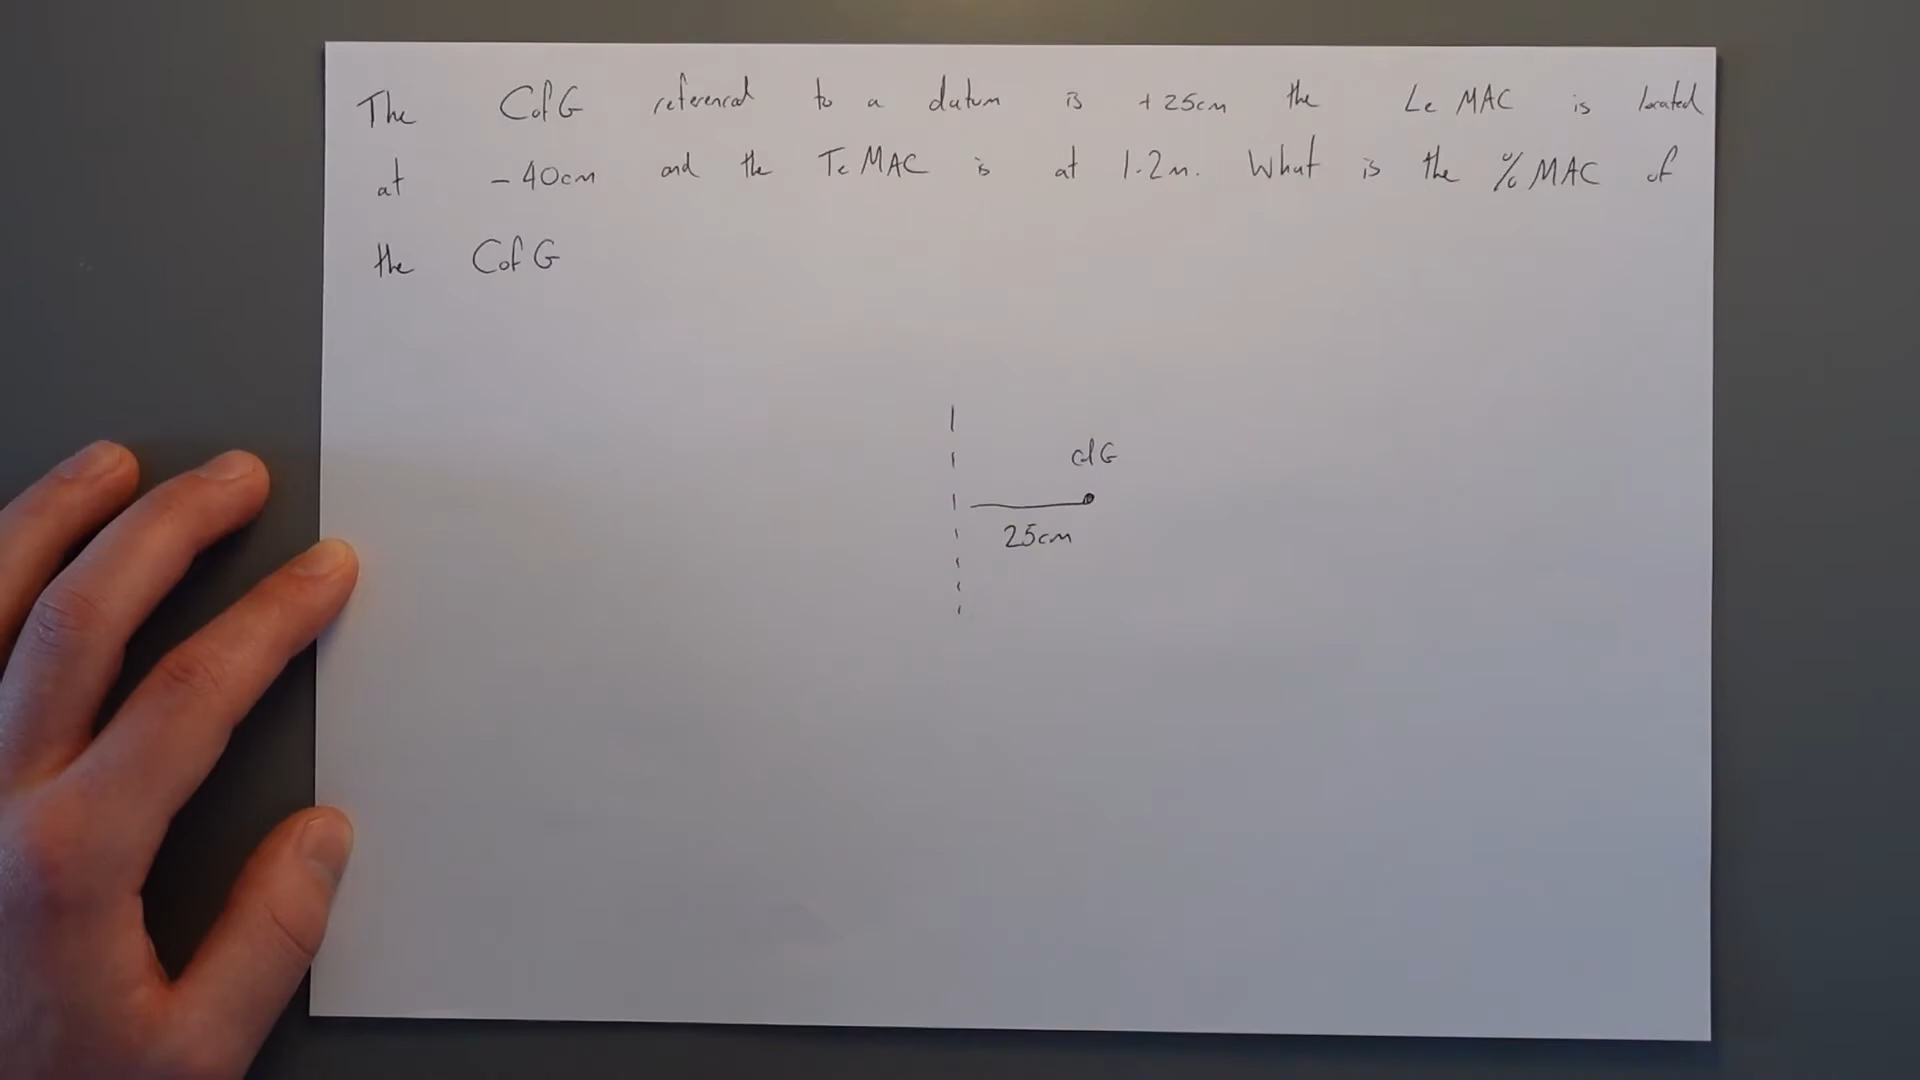 The CofG referenced to a datum is +25cm the Le MAC is located
at -40cm and the Te MAC is at 1.2m. What is the % MAC of
the CofG
CofG
25cm